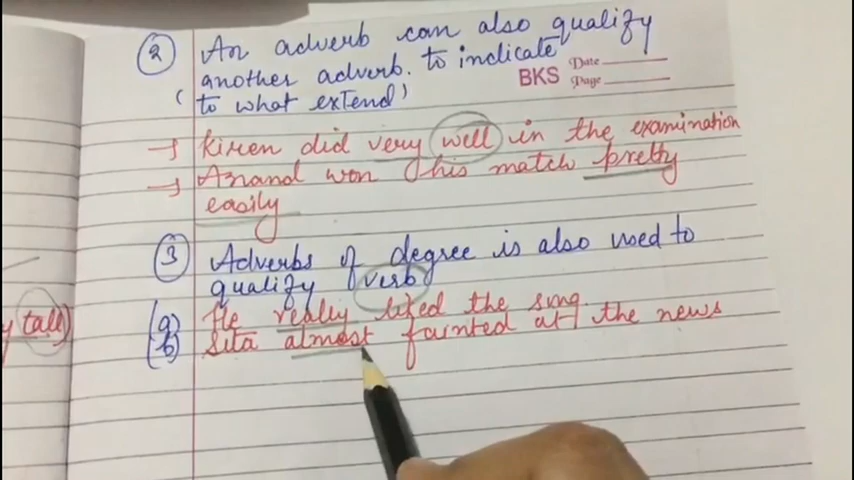 ② An adverb can also qualify
another adverb. to indicate
(to what extend)
BKS Date
Page
→ Kiren did very well in the examination
→ Anand won his match pretty
easily
③ Adverbs of degree is also used to
qualify verb
(a) He really liked the song.
(b) Sita almost fainted at the news
y tall)